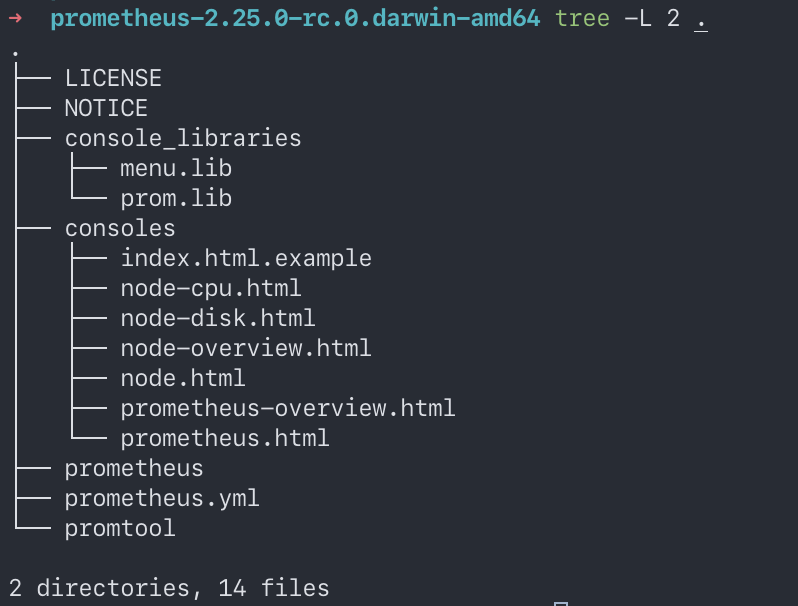 ➜ prometheus-2.25.0-rc.0.darwin-amd64 tree -L 2 .
.
├── LICENSE
├── NOTICE
├── console_libraries
│   ├── menu.lib
│   └── prom.lib
├── consoles
│   ├── index.html.example
│   ├── node-cpu.html
│   ├── node-disk.html
│   ├── node-overview.html
│   ├── node.html
│   ├── prometheus-overview.html
│   └── prometheus.html
├── prometheus
├── prometheus.yml
└── promtool
2 directories, 14 files